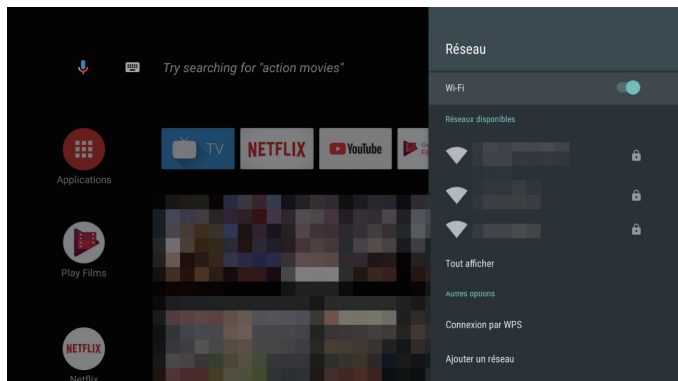 Try searching for "action movies"
Applications
TV
NETFLIX
YouTube
Play Films
NETFLIX
Netflix
Réseau
Wi-Fi
Réseaux disponibles
Tout afficher
Autres options
Connexion par WPS
Ajouter un réseau